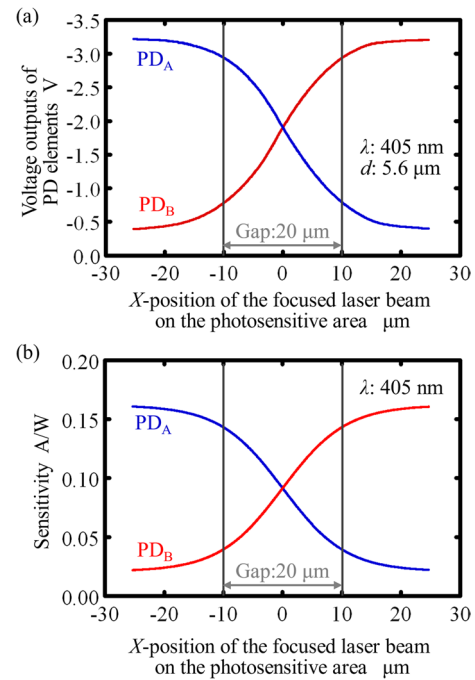 (a)
-3.5
-3.0
-2.5
-2.0
-1.5
-1.0
-0.5
0.0
Voltage outputs of
PD elements V
PDA
PDB
λ: 405 nm
d: 5.6 μm
Gap:20 μm
-30 -20 -10 0 10 20 30
X-position of the focused laser beam
on the photosensitive area μm
(b)
0.20
0.15
0.10
0.05
0.00
Sensitivity A/W
λ: 405 nm
PDA
PDB
Gap:20 μm
-30 -20 -10 0 10 20 30
X-position of the focused laser beam
on the photosensitive area μm